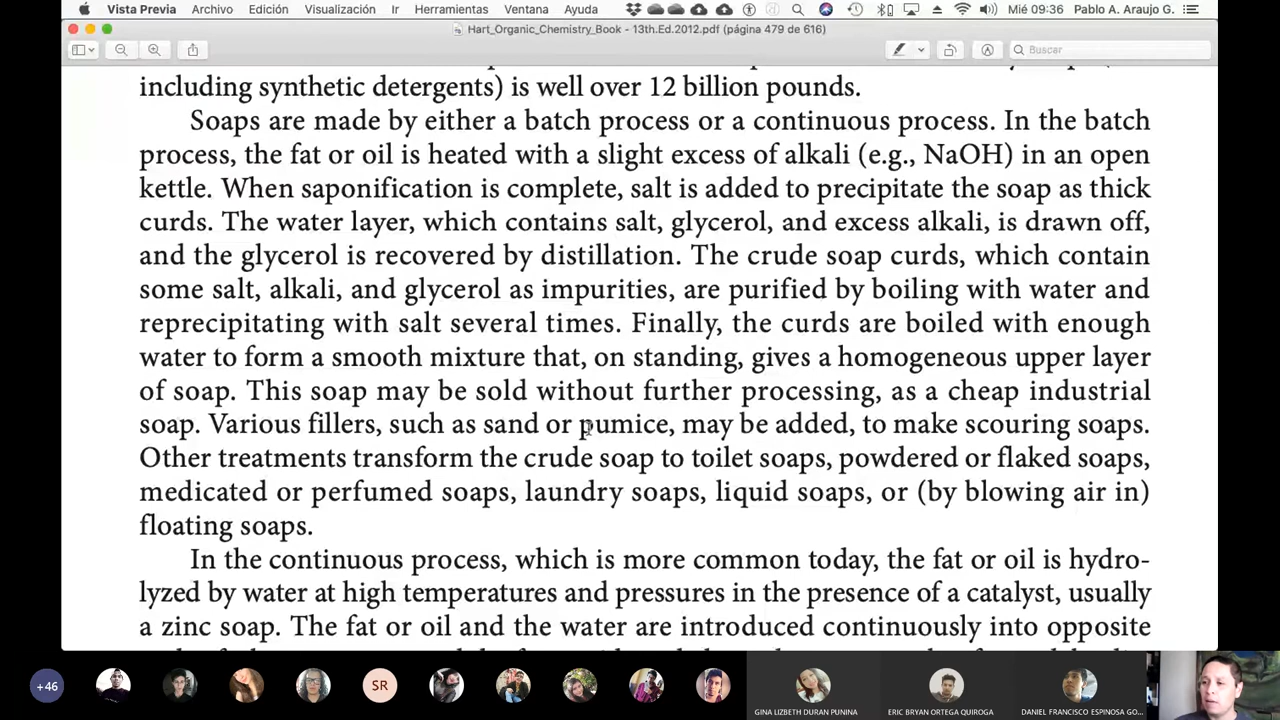 Vista Previa Archivo Edición Visualización Ir Herramientas Ventana Ayuda Mié 09:36 Pablo A. Araujo G.
Hart_Organic_Chemistry_Book - 13th.Ed.2012.pdf (página 479 de 616)
Buscar
including synthetic detergents) is well over 12 billion pounds.
Soaps are made by either a batch process or a continuous process. In the batch
process, the fat or oil is heated with a slight excess of alkali (e.g., NaOH) in an open
kettle. When saponification is complete, salt is added to precipitate the soap as thick
curds. The water layer, which contains salt, glycerol, and excess alkali, is drawn off,
and the glycerol is recovered by distillation. The crude soap curds, which contain
some salt, alkali, and glycerol as impurities, are purified by boiling with water and
reprecipitating with salt several times. Finally, the curds are boiled with enough
water to form a smooth mixture that, on standing, gives a homogeneous upper layer
of soap. This soap may be sold without further processing, as a cheap industrial
soap. Various fillers, such as sand or pumice, may be added, to make scouring soaps.
Other treatments transform the crude soap to toilet soaps, powdered or flaked soaps,
medicated or perfumed soaps, laundry soaps, liquid soaps, or (by blowing air in)
floating soaps.
In the continuous process, which is more common today, the fat or oil is hydro-
lyzed by water at high temperatures and pressures in the presence of a catalyst, usually
a zinc soap. The fat or oil and the water are introduced continuously into opposite
+46
SR
GINA LIZBETH DURAN PUNINA
ERIC BRYAN ORTEGA QUIROGA
DANIEL FRANCISCO ESPINOSA GO...